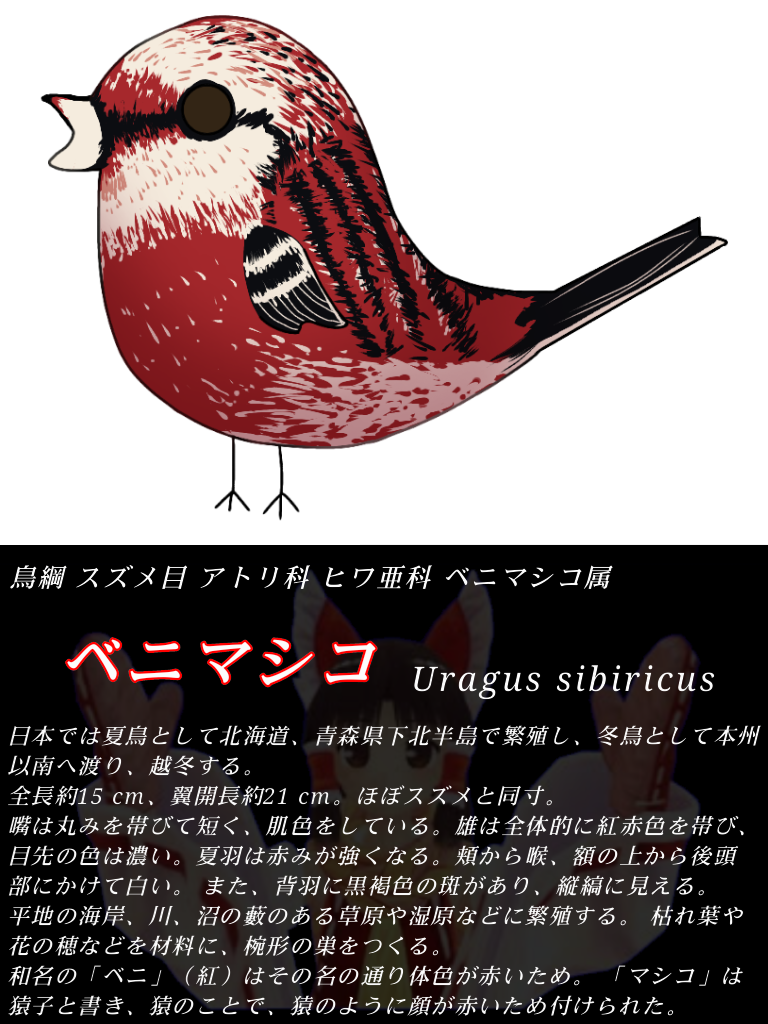 鳥綱 スズメ目 アトリ科 ヒワ亜科 ベニマシコ属
ベニマシコ Uragus sibiricus
日本では夏鳥として北海道、青森県下北半島で繁殖し、冬鳥として本州
以南へ渡り、越冬する。
全長約15 cm、翼開長約21 cm。ほぼスズメと同寸。
嘴は丸みを帯びて短く、肌色をしている。雄は全体的に紅赤色を帯び、
目先の色は濃い。夏羽は赤みが強くなる。頬から喉、額の上から後頭
部にかけて白い。 また、背羽に黒褐色の斑があり、縦縞に見える。
平地の海岸、川、沼の藪のある草原や湿原などに繁殖する。 枯れ葉や
花の穂などを材料に、椀形の巣をつくる。
和名の「ベニ」（紅）はその名の通り体色が赤いため。 「マシコ」は
猿子と書き、猿のことで、猿のように顔が赤いため付けられた。